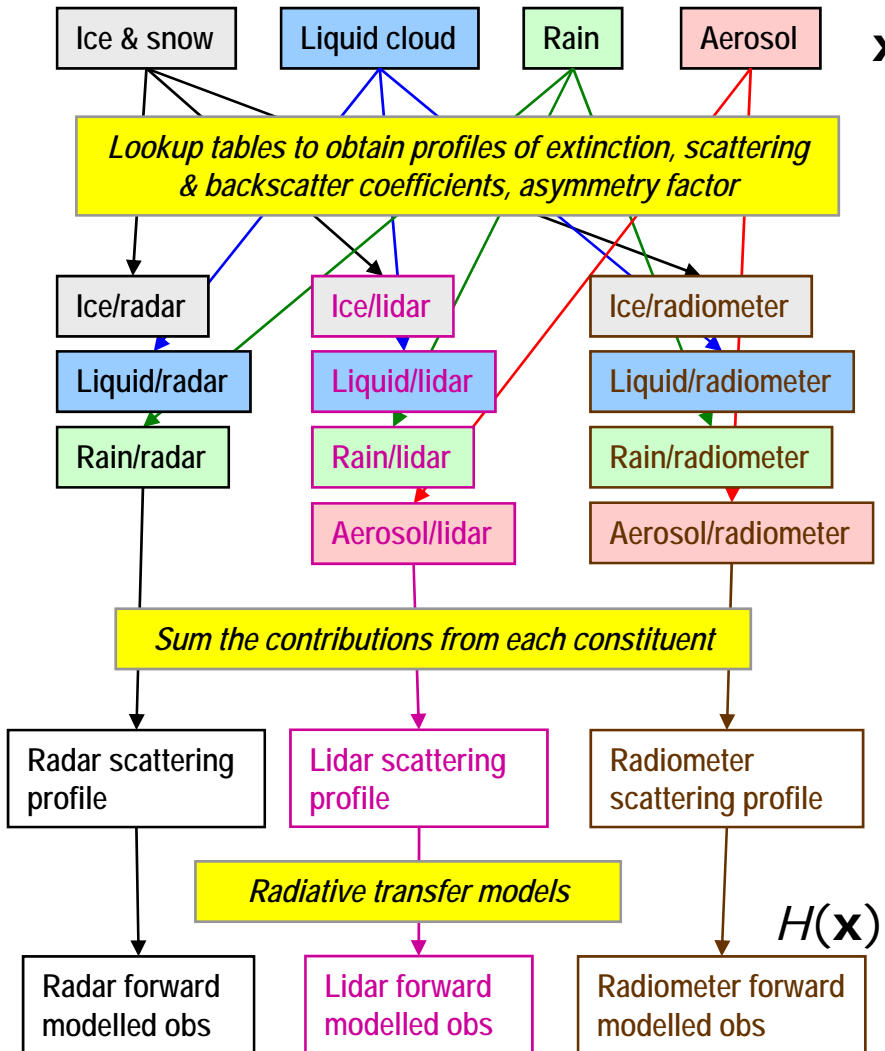 Ice & snow
Liquid cloud
Rain
Aerosol
x
Lookup tables to obtain profiles of extinction, scattering
& backscatter coefficients, asymmetry factor
Ice/radar
Ice/lidar
Ice/radiometer
Liquid/radar
Liquid/lidar
Liquid/radiometer
Rain/radar
Rain/lidar
Rain/radiometer
Aerosol/lidar
Aerosol/radiometer
Sum the contributions from each constituent
Radar scattering
profile
Lidar scattering
profile
Radiometer
scattering profile
Radiative transfer models
H(x)
Radar forward
modelled obs
Lidar forward
modelled obs
Radiometer forward
modelled obs